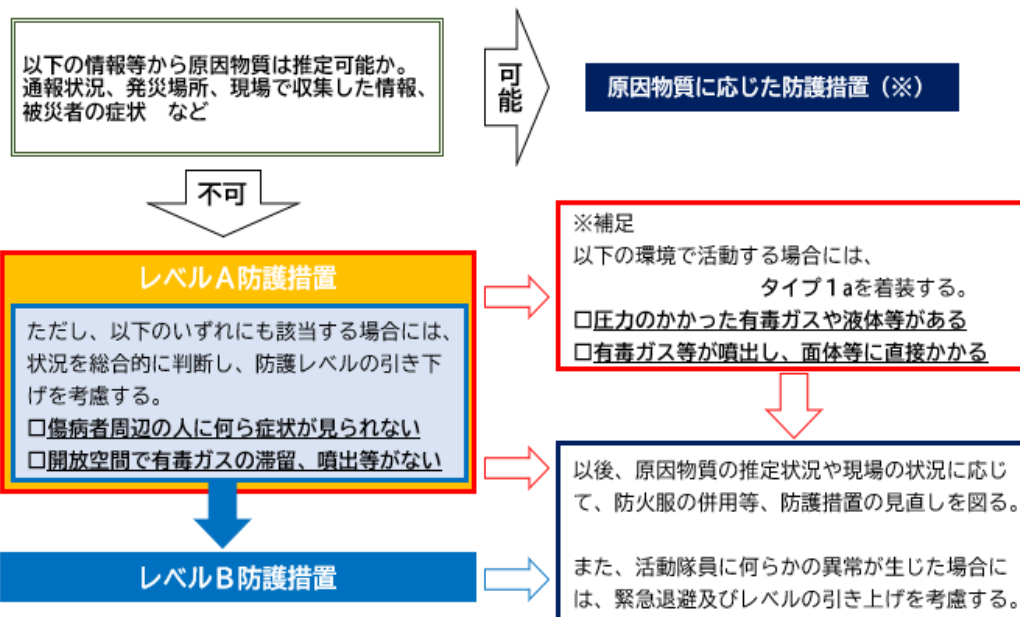 以下の情報等から原因物質は推定可能か。
通報状況、発災場所、現場で収集した情報、
被災者の症状　など
可能
原因物質に応じた防護措置（※）
不可
レベルA防護措置
ただし、以下のいずれにも該当する場合には、
状況を総合的に判断し、防護レベルの引き下
げを考慮する。
□傷病者周辺の人に何ら症状が見られない
□開放空間で有毒ガスの滞留、噴出等がない
※補足
以下の環境で活動する場合には、
タイプ１aを着装する。
□圧力のかかった有毒ガスや液体等がある
□有毒ガス等が噴出し、面体等に直接かかる
レベルB防護措置
以後、原因物質の推定状況や現場の状況に応じ
て、防火服の併用等、防護措置の見直しを図る。
また、活動隊員に何らかの異常が生じた場合に
は、緊急退避及びレベルの引き上げを考慮する。